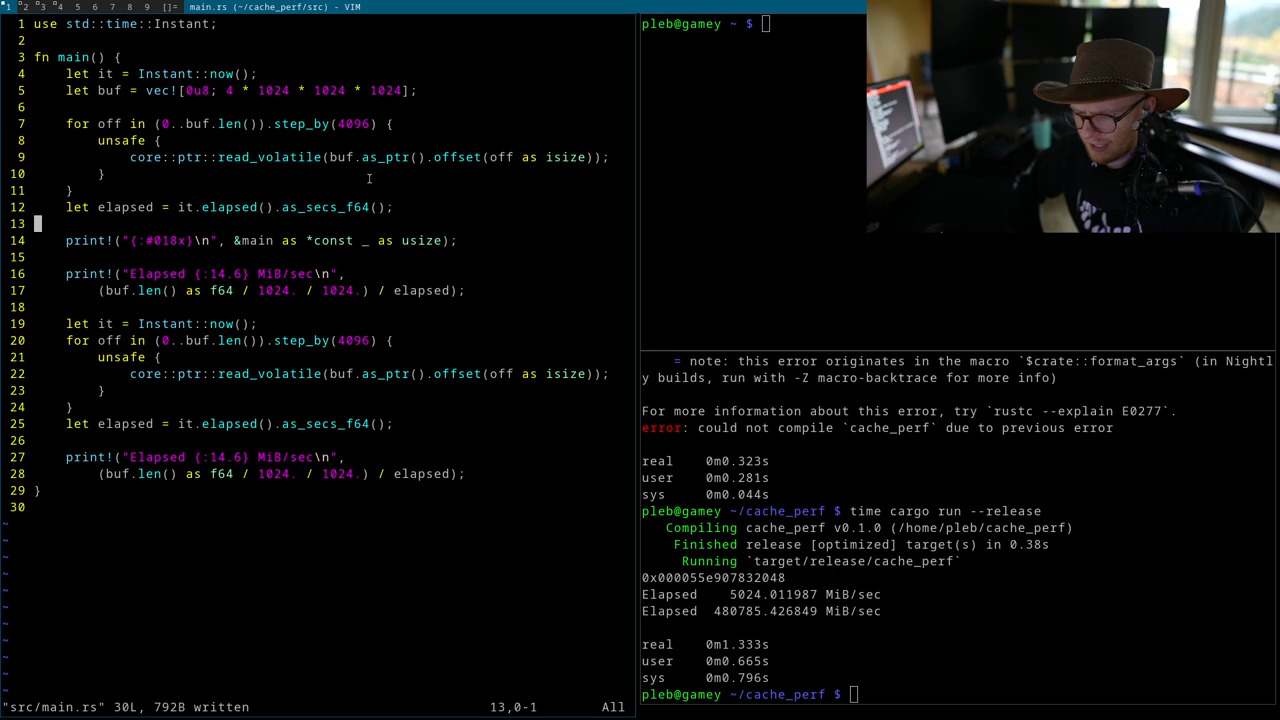 1 2 3 4 5 6 7 8 9 []= main.rs (~/cache_perf/src) - VIM
1 use std::time::Instant;
2
3 fn main() {
4     let it = Instant::now();
5     let buf = vec![0u8; 4 * 1024 * 1024 * 1024];
6
7     for off in (0..buf.len()).step_by(4096) {
8         unsafe {
9             core::ptr::read_volatile(buf.as_ptr().offset(off as isize));
10         }
11     }
12     let elapsed = it.elapsed().as_secs_f64();
13
14     print!("{:#018x}\n", &main as *const _ as usize);
15
16     print!("Elapsed {:14.6} MiB/sec\n",
17         (buf.len() as f64 / 1024. / 1024.) / elapsed);
18
19     let it = Instant::now();
20     for off in (0..buf.len()).step_by(4096) {
21         unsafe {
22             core::ptr::read_volatile(buf.as_ptr().offset(off as isize));
23         }
24     }
25     let elapsed = it.elapsed().as_secs_f64();
26
27     print!("Elapsed {:14.6} MiB/sec\n",
28         (buf.len() as f64 / 1024. / 1024.) / elapsed);
29 }
30
~
~
~
~
~
~
~
~
~
~
~
"src/main.rs" 30L, 792B written 13,0-1 All
pleb@gamey ~ $
= note: this error originates in the macro `$crate::format_args` (in Nightl
y builds, run with -Z macro-backtrace for more info)
For more information about this error, try `rustc --explain E0277`.
error: could not compile `cache_perf` due to previous error
real    0m0.323s
user    0m0.281s
sys     0m0.044s
pleb@gamey ~/cache_perf $ time cargo run --release
Compiling cache_perf v0.1.0 (/home/pleb/cache_perf)
Finished release [optimized] target(s) in 0.38s
Running `target/release/cache_perf`
0x000055e907832048
Elapsed    5024.011987 MiB/sec
Elapsed  480785.426849 MiB/sec
real    0m1.333s
user    0m0.665s
sys     0m0.796s
pleb@gamey ~/cache_perf $